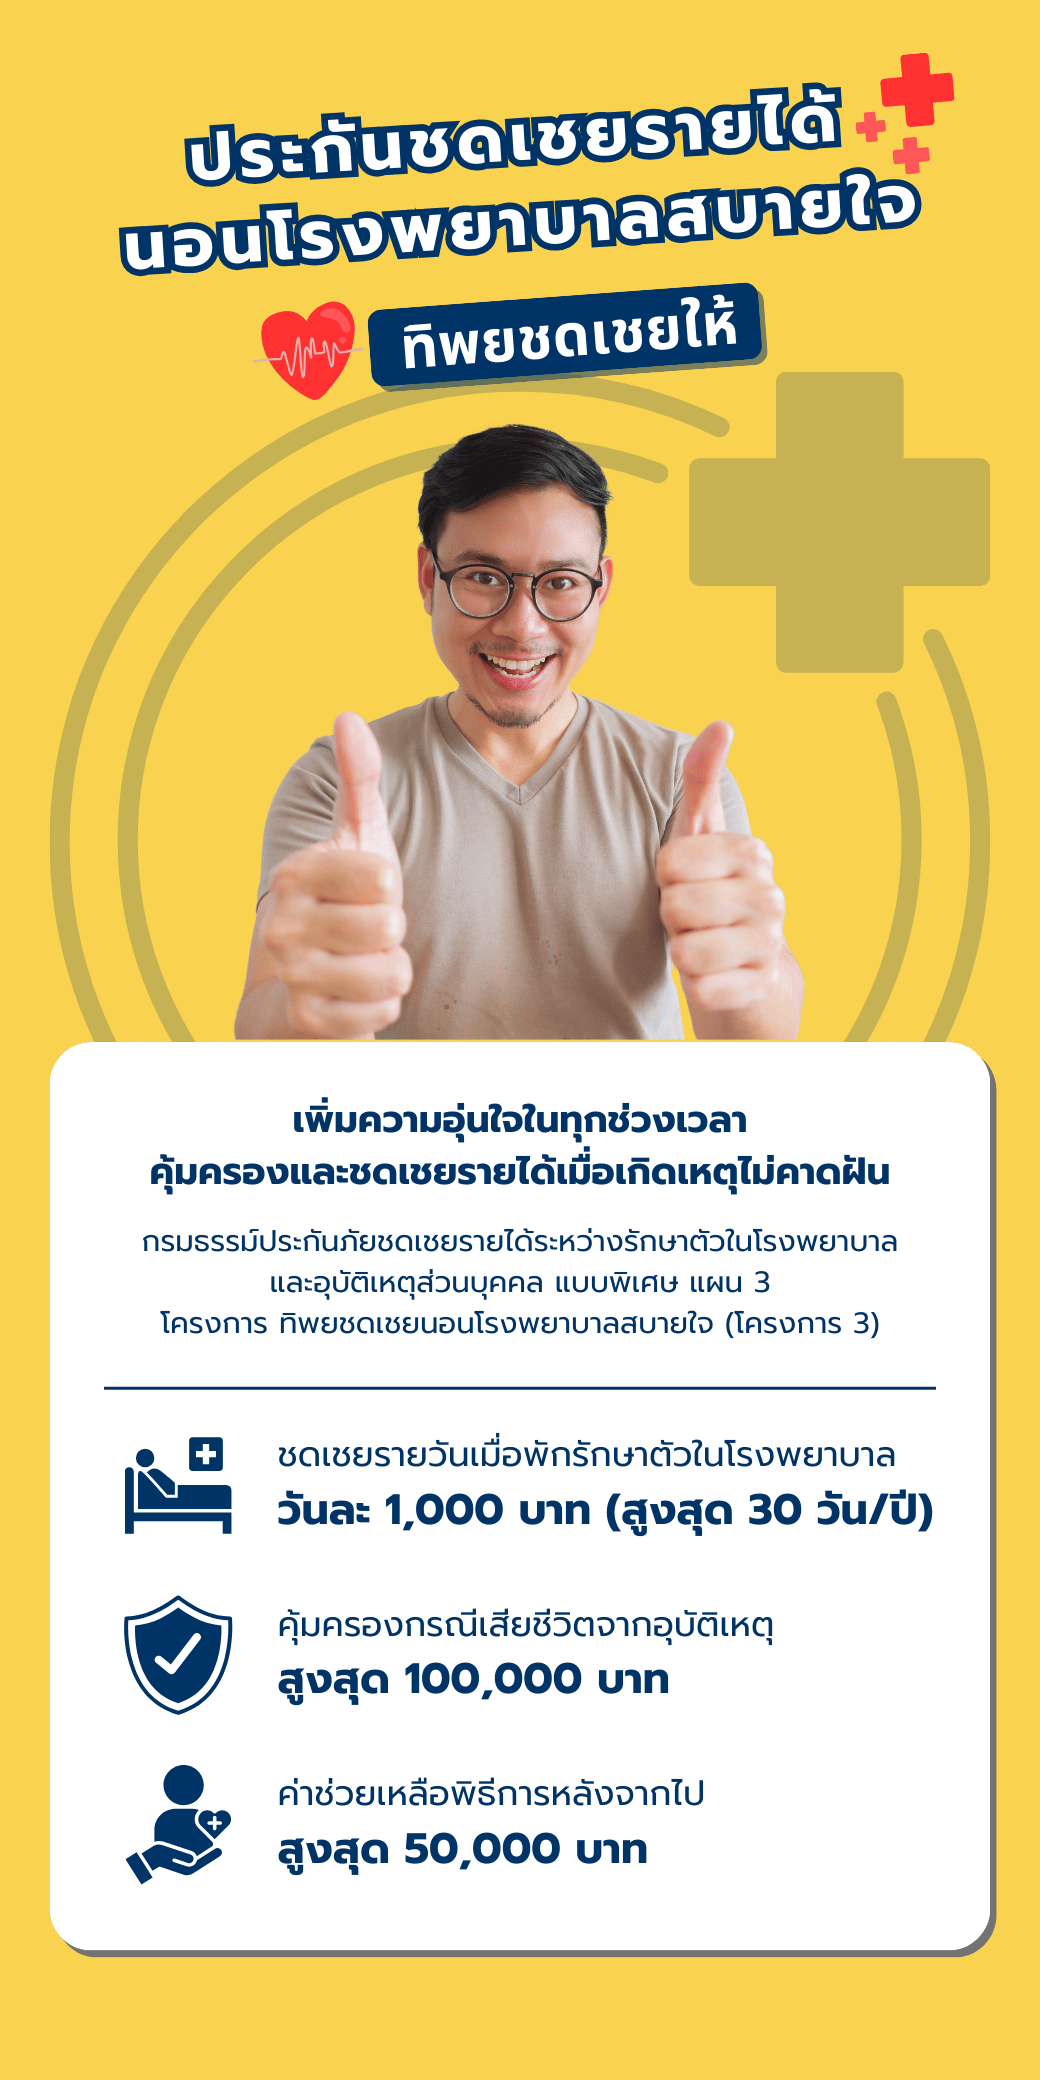 ประกันชดเชยรายได้
นอนโรงพยาบาลสบายใจ
ทิพยชดเชยให้
เพิ่มความอุ่นใจในทุกช่วงเวลา
คุ้มครองและชดเชยรายได้เมื่อเกิดเหตุไม่คาดฝัน
กรมธรรม์ประกันภัยชดเชยรายได้ระหว่างรักษาตัวในโรงพยาบาล
และอุบัติเหตุส่วนบุคคล แบบพิเศษ แผน 3
โครงการ ทิพยชดเชยนอนโรงพยาบาลสบายใจ (โครงการ 3)
ชดเชยรายวันเมื่อพักรักษาตัวในโรงพยาบาล
วันละ 1,000 บาท (สูงสุด 30 วัน/ปี)
คุ้มครองกรณีเสียชีวิตจากอุบัติเหตุ
สูงสุด 100,000 บาท
ค่าช่วยเหลือพิธีการหลังจากไป
สูงสุด 50,000 บาท